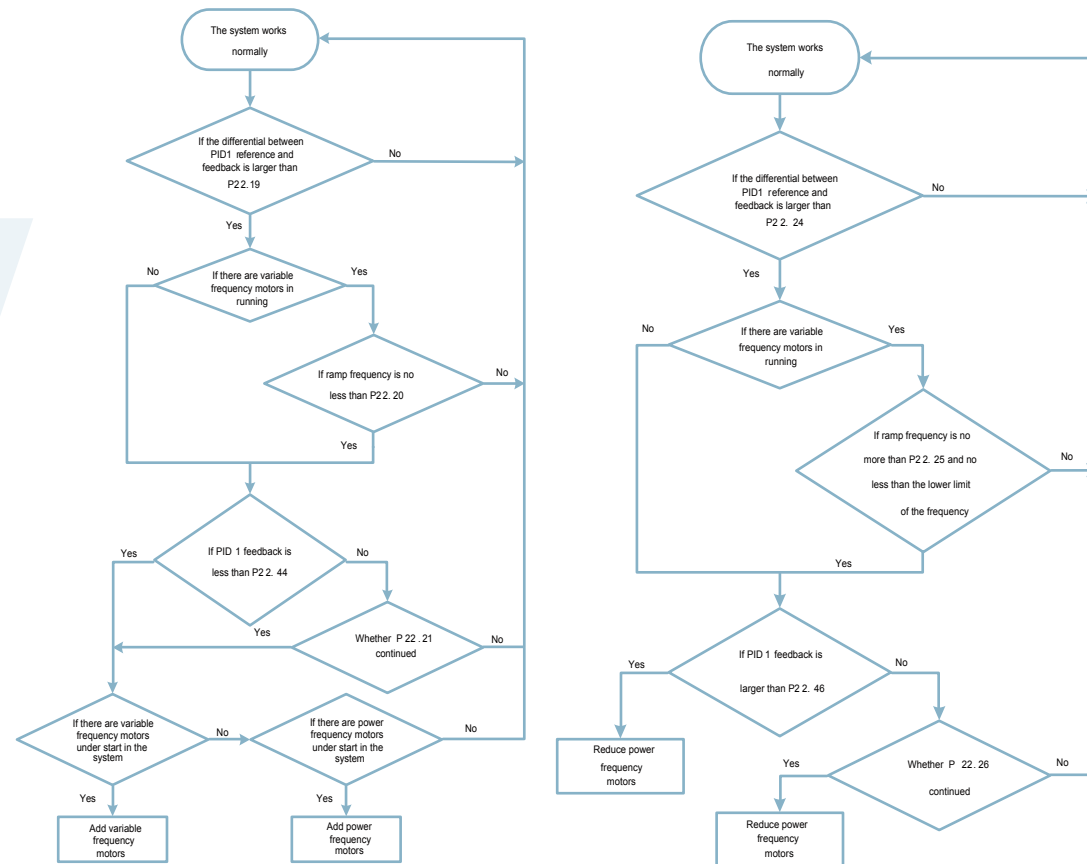 The system works
normally
If the differential between
PID1 reference and
feedback is larger than
P22.19
No
Yes
No
If there are variable
frequency motors in
running
Yes
If ramp frequency is no
less than P22. 20
No
Yes
Yes
If PID 1 feedback is
less than P22. 44
No
Yes
Whether P 22 . 21
continued
No
If there are variable
frequency motors
under start in the
system
No
If there are power
frequency motors
under start in the
system
No
Yes
Yes
Add variable
frequency
motors
Add power
frequency
motors
The system works
normally
If the differential between
PID1 reference and
feedback is larger than
P2 2. 24
No
Yes
No
If there are variable
frequency motors in
running
Yes
If ramp frequency is no
more than P2 2. 25 and no
less than the lower limit
of the frequency
No
Yes
Yes
If PID 1 feedback is
larger than P2 2. 46
No
Reduce power
frequency
motors
Yes
Whether P 22. 26
continued
No
Reduce power
frequency
motors